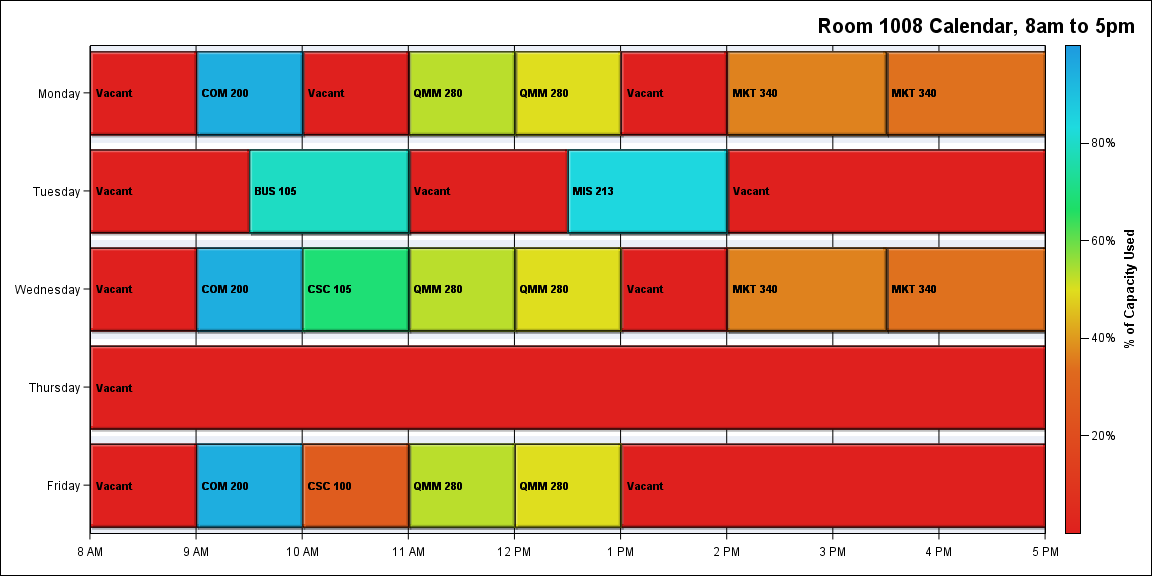 Room 1008 Calendar, 8am to 5pm
Monday
Vacant
COM 200
Vacant
QMM 280
QMM 280
Vacant
MKT 340
MKT 340
Tuesday
Vacant
BUS 105
Vacant
MIS 213
Vacant
Wednesday
Vacant
COM 200
CSC 105
QMM 280
QMM 280
Vacant
MKT 340
MKT 340
Thursday
Vacant
Friday
Vacant
COM 200
CSC 100
QMM 280
QMM 280
Vacant
8 AM
9 AM
10 AM
11 AM
12 PM
1 PM
2 PM
3 PM
4 PM
5 PM
80%
60%
40%
20%
% of Capacity Used